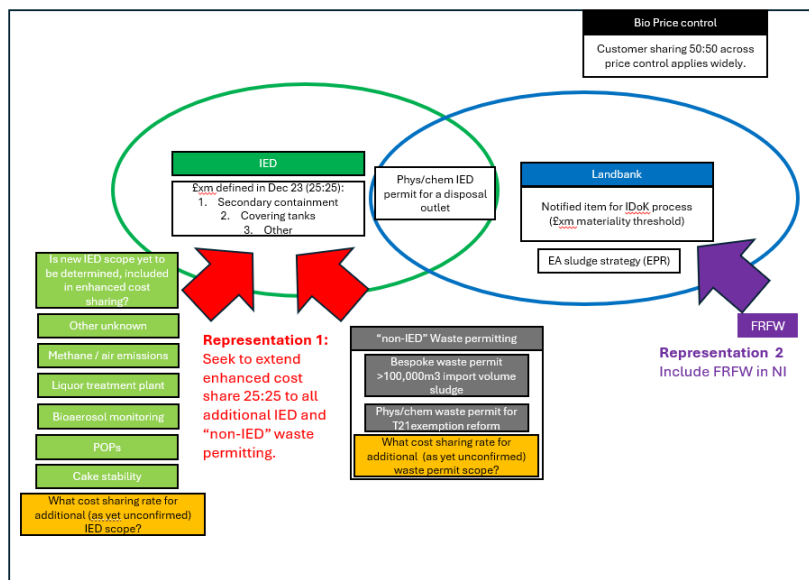 Bio Price control
Customer sharing 50:50 across
price control applies widely.
IED
£xm defined in Dec 23 (25:25):
1. Secondary containment
2. Covering tanks
3. Other
Phys/chem IED
permit for a disposal
outlet
Landbank
Notified item for IDoK process
(£xm materiality threshold)
EA sludge strategy (EPR)
Is new IED scope yet to
be determined, included
in enhanced cost
sharing?
Other unknown
Methane / air emissions
Liquor treatment plant
Bioaerosol monitoring
POPs
Cake stability
What cost sharing rate for
additional (as yet unconfirmed)
IED scope?
Representation 1:
Seek to extend
enhanced cost
share 25:25 to all
additional IED and
“non-IED” waste
permitting.
“non-IED” Waste permitting
Bespoke waste permit
>100,000m3 import volume
sludge
Phys/chem waste permit for
T21exemption reform
What cost sharing rate for
additional (as yet unconfirmed)
waste permit scope?
FRFW
Representation 2
Include FRFW in NI